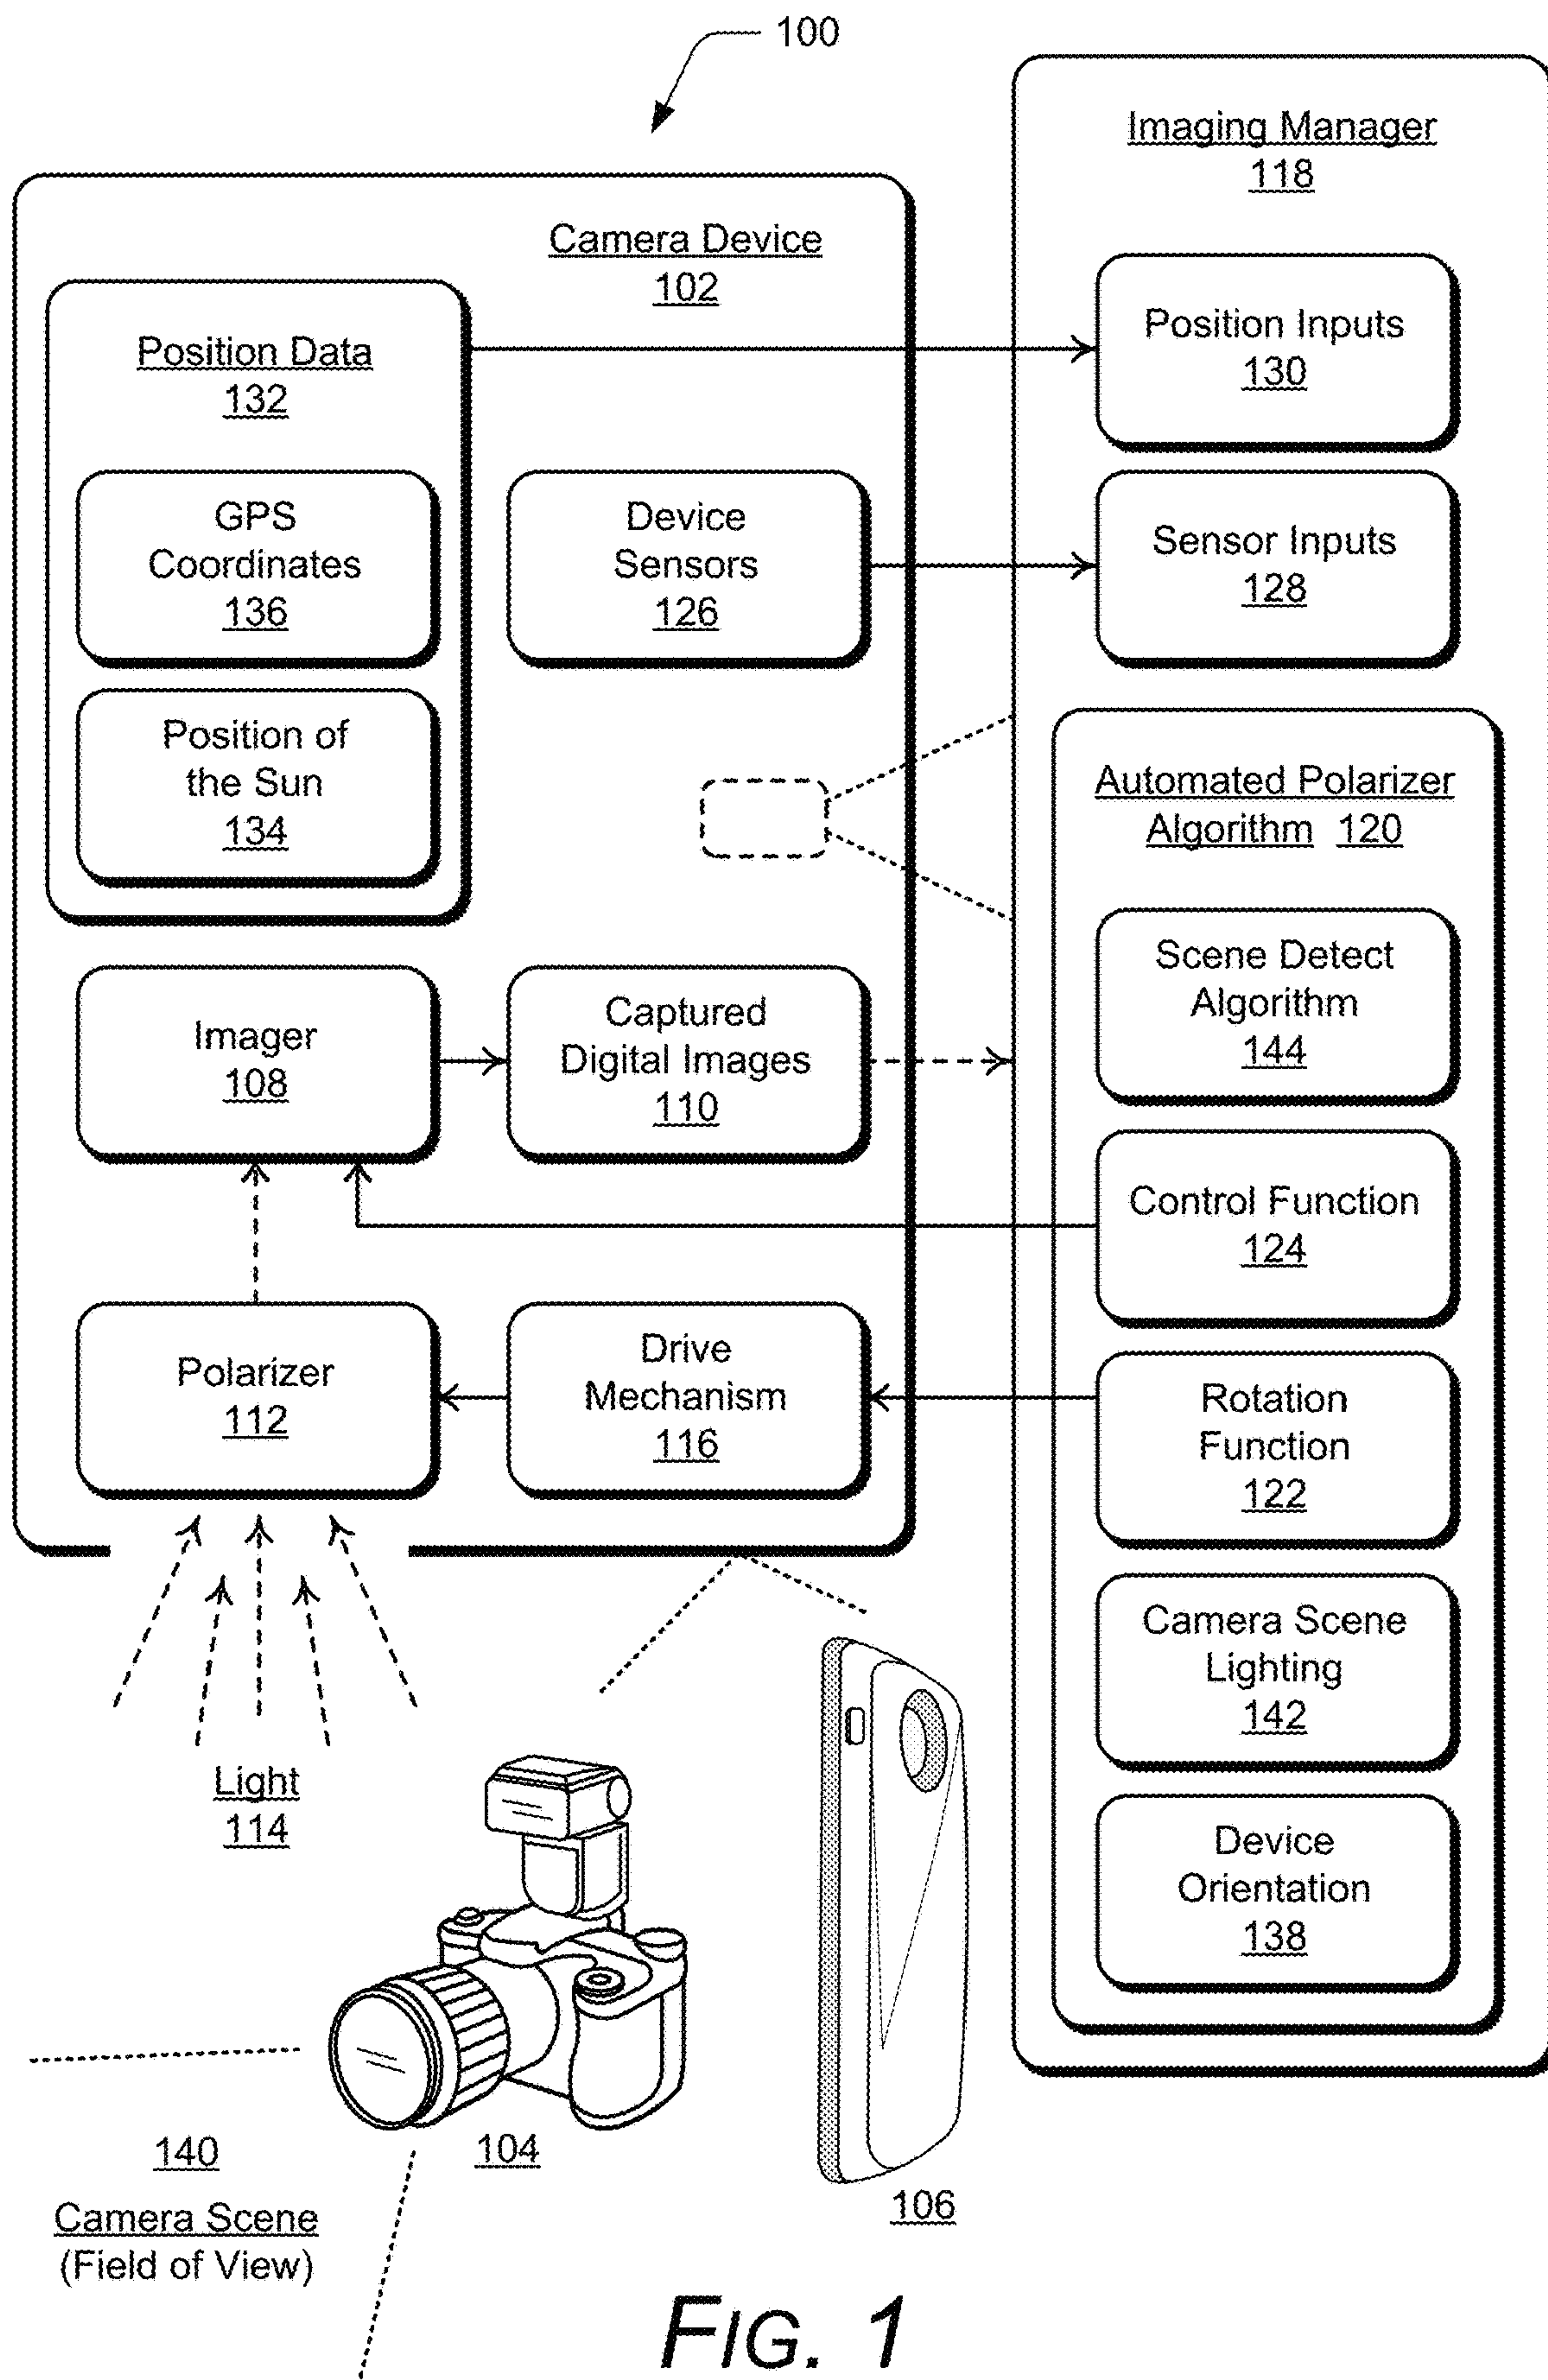 100
Imaging Manager
118
Camera Device
102
Position Data
132
GPS
Coordinates
136
Position of
the Sun
134
Device
Sensors
126
Position Inputs
130
Sensor Inputs
128
Automated Polarizer
Algorithm 120
Scene Detect
Algorithm
144
Imager
108
Captured
Digital Images
110
Control Function
124
Polarizer
112
Drive
Mechanism
116
Rotation
Function
122
Camera Scene
Lighting
142
Device
Orientation
138
Light
114
140
Camera Scene
(Field of View)
104
106
FIG. 1